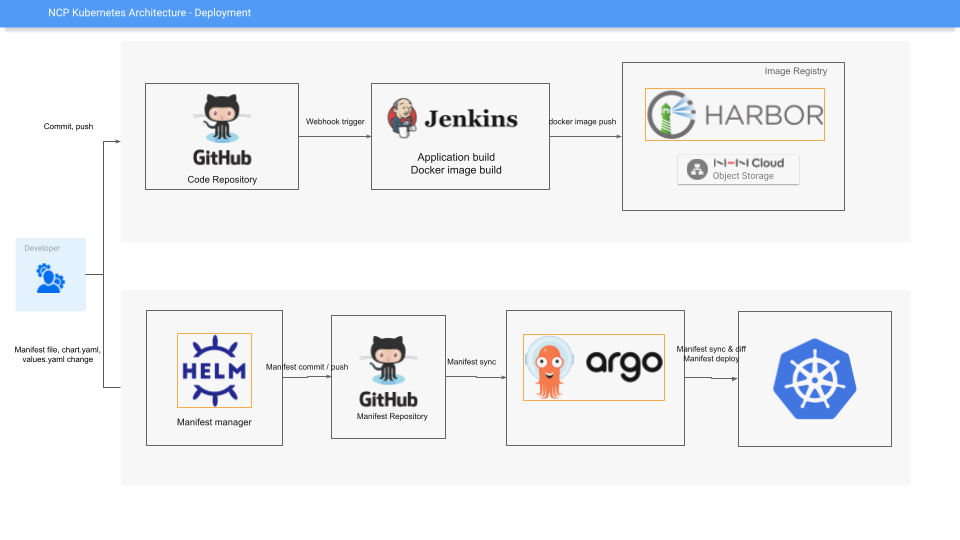 NCP Kubernetes Architecture - Deployment
Image Registry
Commit, push
GitHub
Code Repository
Webhook trigger
Jenkins
Application build
Docker image build
docker image push
HARBOR
Cloud
Object Storage
Developer
Manifest file, chart.yaml,
values.yaml change
HELM
Manifest manager
Manifest commit / push
GitHub
Manifest Repository
Manifest sync
argo
Manifest sync & diff
Manifest deploy